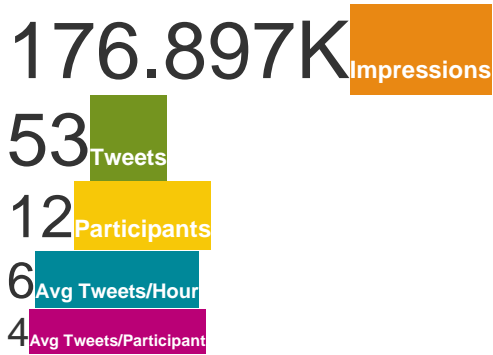 176.897K Impressions
53 Tweets
12 Participants
6 Avg Tweets/Hour
4 Avg Tweets/Participant